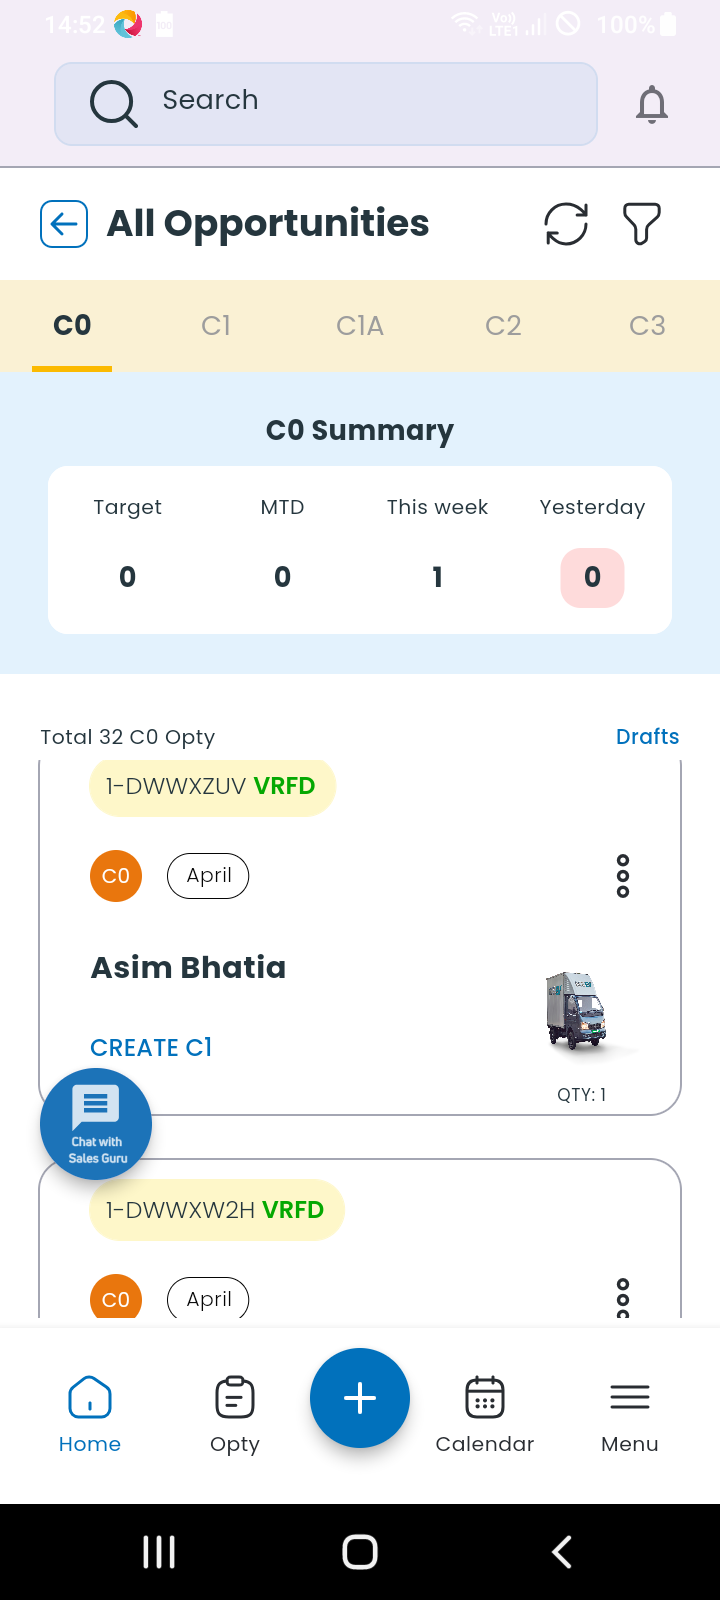 14:52
100
Vo))
LTE1
100%
Search
All Opportunities
C0 C1 C1A C2 C3
C0 Summary
Target MTD This week Yesterday
0 0 1 0
Total 32 C0 Opty Drafts
1-DWWXZUV VRFD
C0 April
Asim Bhatia
CREATE C1
QTY: 1
Chat with
Sales Guru
1-DWWXW2H VRFD
C0 April
Home Opty Calendar Menu